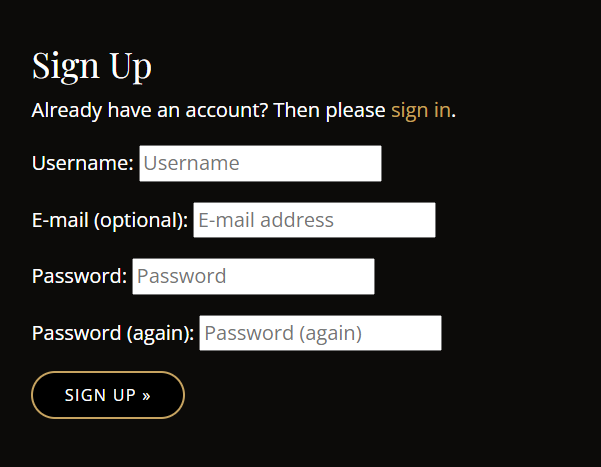 Sign Up
Already have an account? Then please sign in.
Username: Username
E-mail (optional): E-mail address
Password: Password
Password (again): Password (again)
SIGN UP »